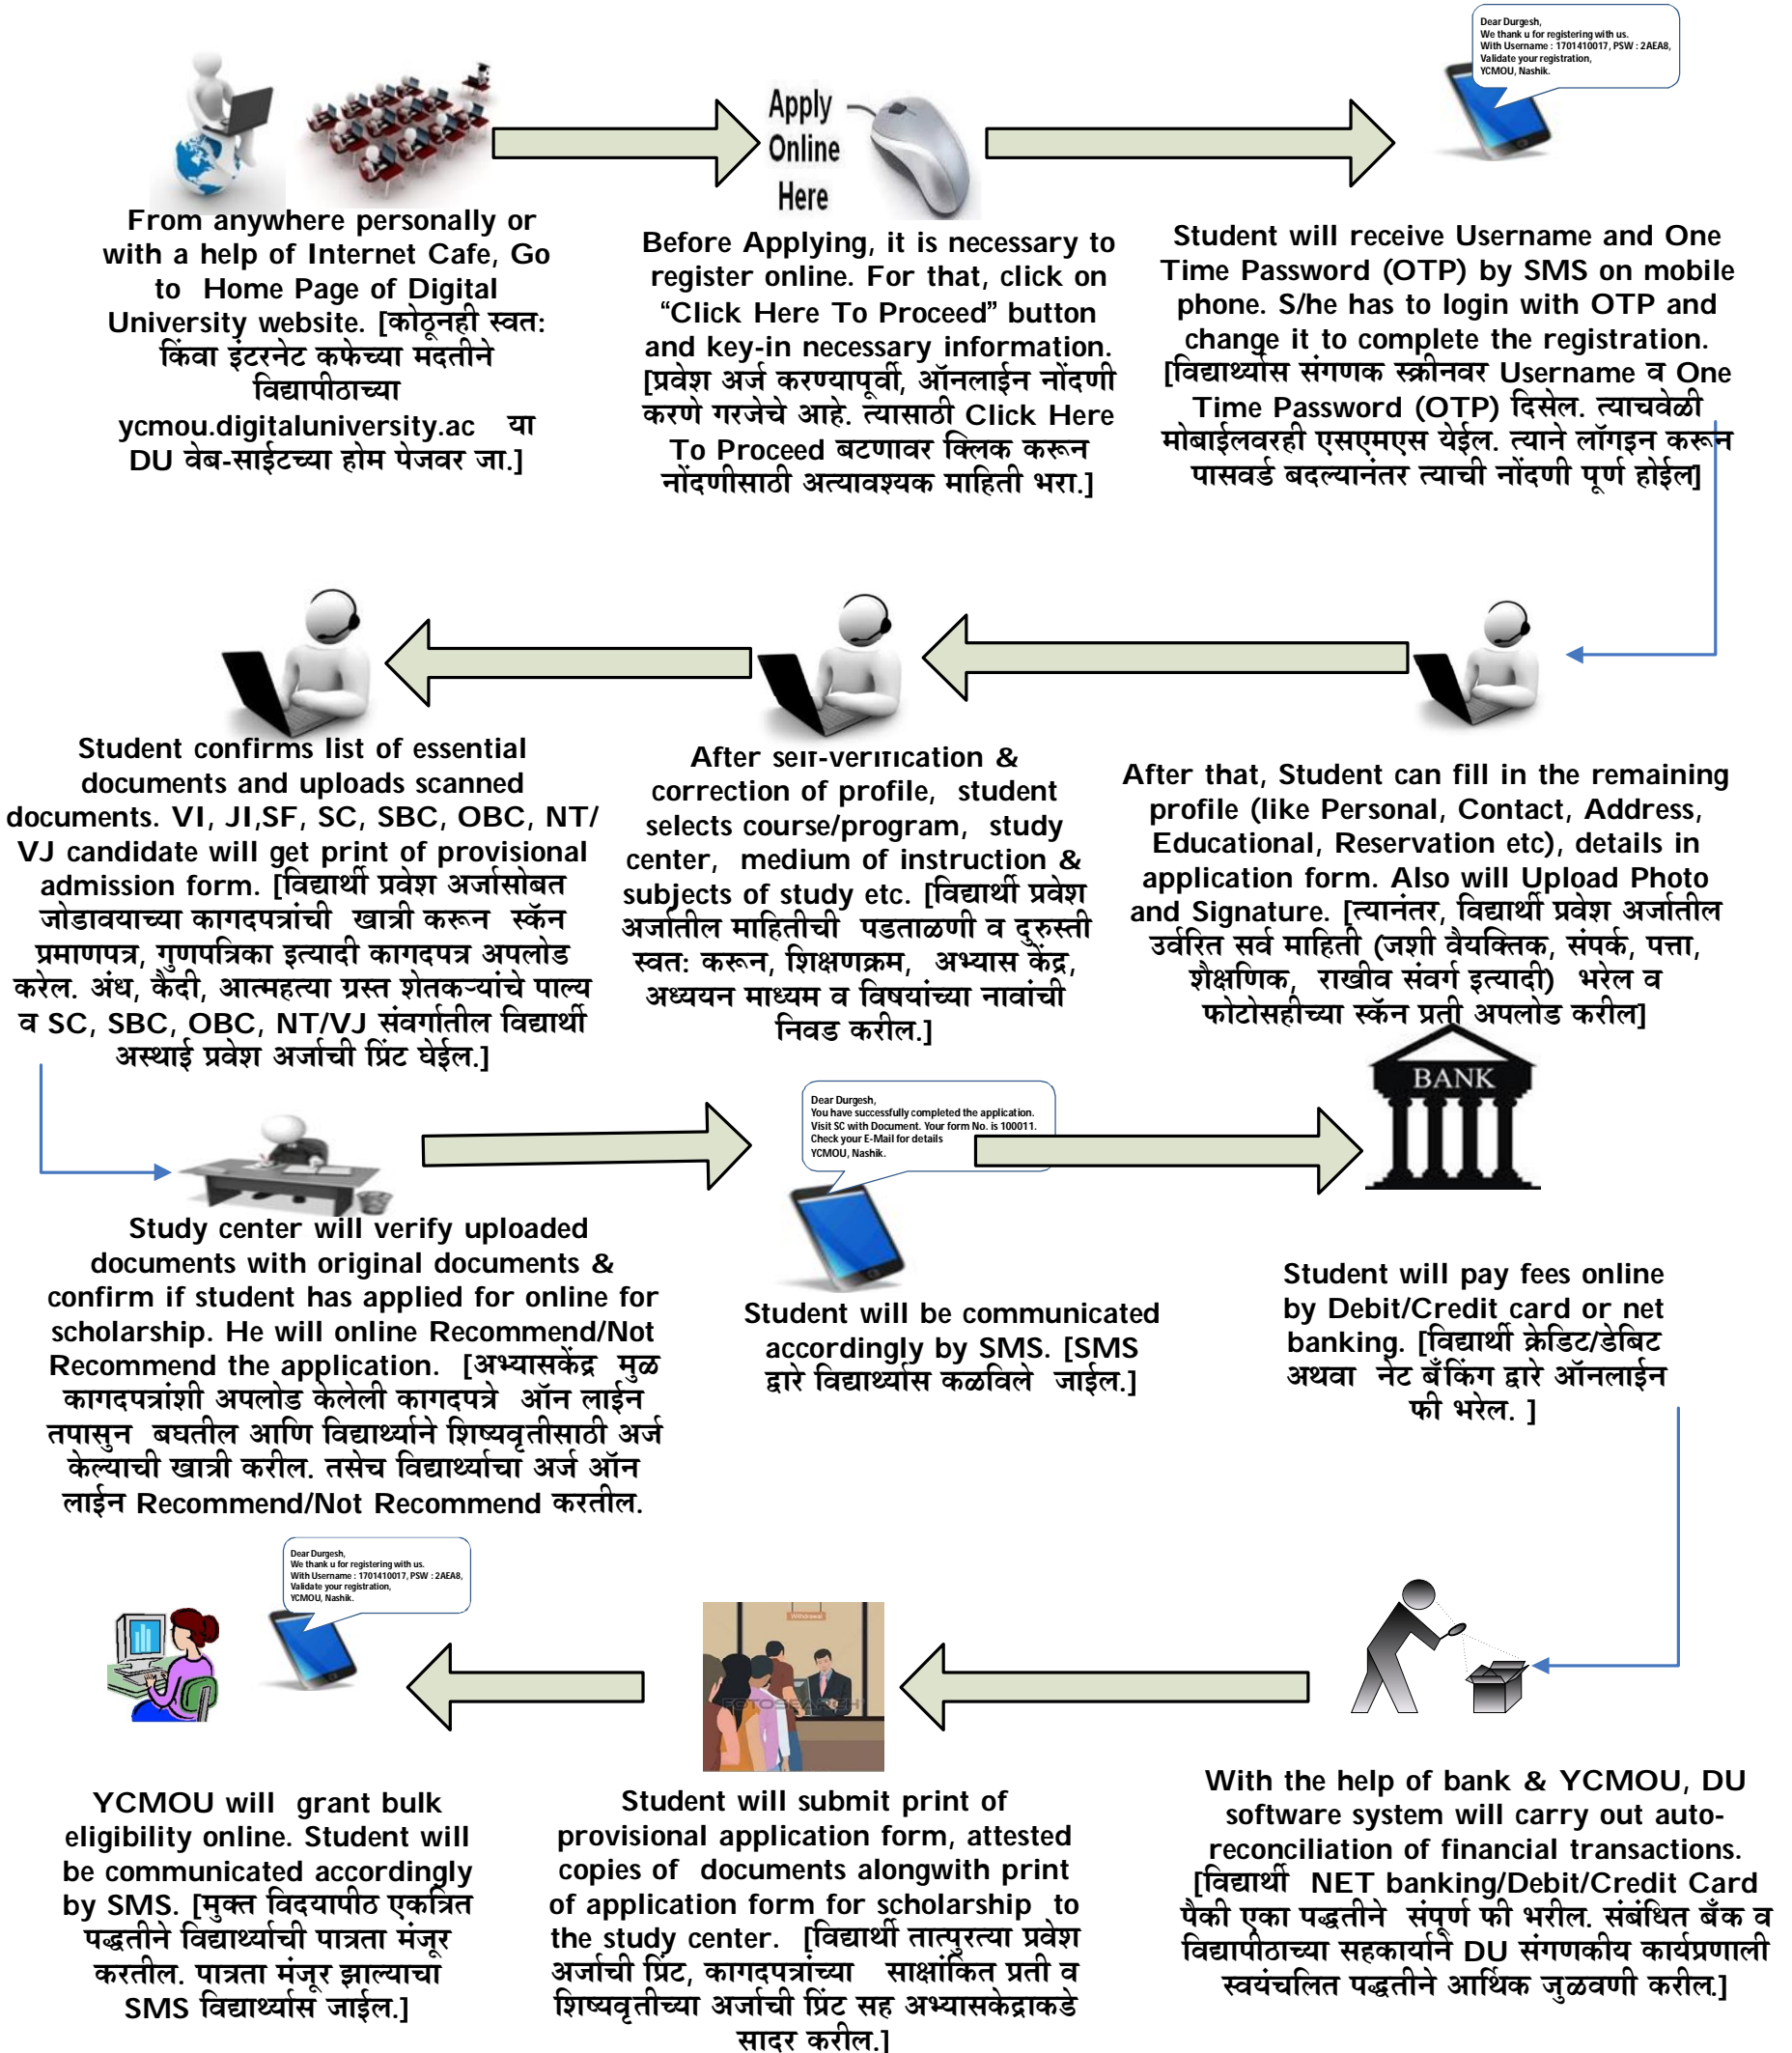 Dear Durgesh,
We thank u for registering with us.
With Username : 1701410017, PSW : 2AEA8,
Validate your registration,
YCMOU, Nashik.
Apply
Online
Here
From anywhere personally or
with a help of Internet Cafe, Go
to Home Page of Digital
University website. [कोठूनही स्वत:
किंवा इंटरनेट कफेच्या मदतीने
विद्यापीठाच्या
ycmou.digitaluniversity.ac या
DU वेब-साईटच्या होम पेजवर जा.]
Before Applying, it is necessary to
register online. For that, click on
“Click Here To Proceed” button
and key-in necessary information.
[प्रवेश अर्ज करण्यापूर्वी, ऑनलाईन नोंदणी
करणे गरजेचे आहे. त्यासाठी Click Here
To Proceed बटणावर क्लिक करून
नोंदणीसाठी अत्यावश्यक माहिती भरा.]
Student will receive Username and One
Time Password (OTP) by SMS on mobile
phone. S/he has to login with OTP and
change it to complete the registration.
[विद्यार्थ्यास संगणक स्क्रीनवर Username व One
Time Password (OTP) दिसेल. त्याचवेळी
मोबाईलवरही एसएमएस येईल. त्याने लॉगइन करून
पासवर्ड बदल्यानंतर त्याची नोंदणी पूर्ण होईल]
Student confirms list of essential
documents and uploads scanned
documents. VI, JI,SF, SC, SBC, OBC, NT/
VJ candidate will get print of provisional
admission form. [विद्यार्थी प्रवेश अर्जासोबत
जोडावयाच्या कागदपत्रांची खात्री करून स्कॅन
प्रमाणपत्र, गुणपत्रिका इत्यादी कागदपत्र अपलोड
करेल. अंध, कैदी, आत्महत्या ग्रस्त शेतकऱ्यांचे पाल्य
व SC, SBC, OBC, NT/VJ संवर्गातील विद्यार्थी
अस्थाई प्रवेश अर्जाची प्रिंट घेईल.]
After self-verification &
correction of profile, student
selects course/program, study
center, medium of instruction &
subjects of study etc. [विद्यार्थी प्रवेश
अर्जातील माहितीची पडताळणी व दुरुस्ती
स्वत: करून, शिक्षणक्रम, अभ्यास केंद्र,
अध्ययन माध्यम व विषयांच्या नावांची
निवड करील.]
After that, Student can fill in the remaining
profile (like Personal, Contact, Address,
Educational, Reservation etc), details in
application form. Also will Upload Photo
and Signature. [त्यानंतर, विद्यार्थी प्रवेश अर्जातील
उर्वरित सर्व माहिती (जशी वैयक्तिक, संपर्क, पत्ता,
शैक्षणिक, राखीव संवर्ग इत्यादी) भरेल व
फोटोसहीच्या स्कॅन प्रती अपलोड करील]
Dear Durgesh,
You have successfully completed the application.
Visit SC with Document. Your form No. is 100011.
Check your E-Mail for details
YCMOU, Nashik.
BANK
Study center will verify uploaded
documents with original documents &
confirm if student has applied for online for
scholarship. He will online Recommend/Not
Recommend the application. [अभ्यासकेंद्र मुळ
कागदपत्रांशी अपलोड केलेली कागदपत्रे ऑन लाईन
तपासुन बघतील आणि विद्यार्थ्याने शिष्यवृतीसाठी अर्ज
केल्याची खात्री करील. तसेच विद्यार्थ्याचा अर्ज ऑन
लाईन Recommend/Not Recommend करतील.
Student will be communicated
accordingly by SMS. [SMS
द्वारे विद्यार्थ्यास कळविले जाईल.]
Student will pay fees online
by Debit/Credit card or net
banking. [विद्यार्थी क्रेडिट/डेबिट
अथवा नेट बँकिंग द्वारे ऑनलाईन
फी भरेल. ]
Dear Durgesh,
We thank u for registering with us.
With Username : 1701410017, PSW : 2AEA8,
Validate your registration,
YCMOU, Nashik.
Withdrawal
FOTOSEARCH
YCMOU will grant bulk
eligibility online. Student will
be communicated accordingly
by SMS. [मुक्त विदयापीठ एकत्रित
पद्धतीने विद्यार्थ्याची पात्रता मंजूर
करतील. पात्रता मंजूर झाल्याचा
SMS विद्यार्थ्यास जाईल.]
Student will submit print of
provisional application form, attested
copies of documents alongwith print
of application form for scholarship to
the study center. [विद्यार्थी तात्पुरत्या प्रवेश
अर्जाची प्रिंट, कागदपत्रांच्या साक्षांकित प्रती व
शिष्यवृतीच्या अर्जाची प्रिंट सह अभ्यासकेद्राकडे
सादर करील.]
With the help of bank & YCMOU, DU
software system will carry out auto-
reconciliation of financial transactions.
[विद्यार्थी NET banking/Debit/Credit Card
पैकी एका पद्धतीने संपूर्ण फी भरील. संबंधित बँक व
विद्यापीठाच्या सहकार्याने DU संगणकीय कार्यप्रणाली
स्वयंचलित पद्धतीने आर्थिक जुळवणी करील.]